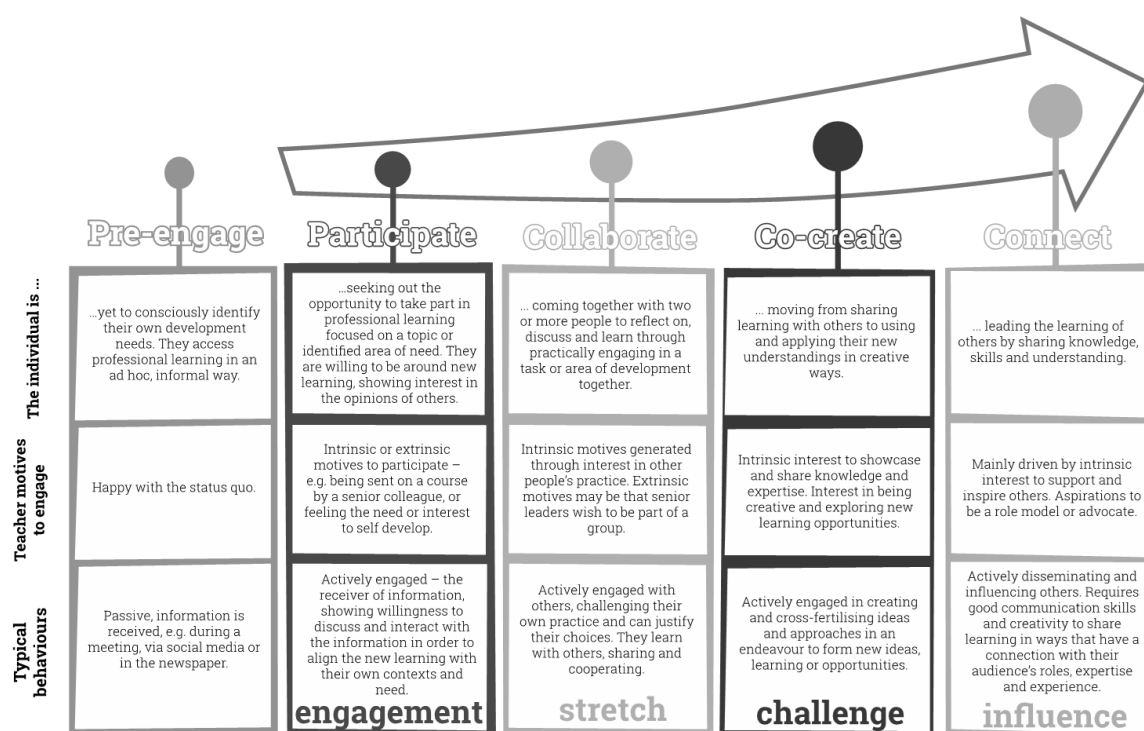 Pre-engage
Participate
Collaborate
Co-create
Connect
The individual is ...
...yet to consciously identify
their own development
needs. They access
professional learning in an
ad hoc, informal way.
...seeking out the
opportunity to take part in
professional learning
focused on a topic or
identified area of need. They
are willing to be around new
learning, showing interest in
the opinions of others.
... coming together with two
or more people to reflect on,
discuss and learn through
practically engaging in a
task or area of development
together.
... moving from sharing
learning with others to using
and applying their new
understandings in creative
ways.
... leading the learning of
others by sharing knowledge,
skills and understanding.
Teacher motives
to engage
Happy with the status quo.
Intrinsic or extrinsic
motives to participate –
e.g. being sent on a course
by a senior colleague, or
feeling the need or interest
to self develop.
Intrinsic motives generated
through interest in other
people's practice. Extrinsic
motives may be that senior
leaders wish to be part of a
group.
Intrinsic interest to showcase
and share knowledge and
expertise. Interest in being
creative and exploring new
learning opportunities.
Mainly driven by intrinsic
interest to support and
inspire others. Aspirations to
be a role model or advocate.
Typical
behaviours
Passive, information is
received, e.g. during a
meeting, via social media or
in the newspaper.
Actively engaged – the
receiver of information,
showing willingness to
discuss and interact with
the information in order to
align the new learning with
their own contexts and
need.
engagement
Actively engaged with
others, challenging their
own practice and can justify
their choices. They learn
with others, sharing and
cooperating.
stretch
Actively engaged in creating
and cross-fertilising ideas
and approaches in an
endeavour to form new ideas,
learning or opportunities.
challenge
Actively disseminating and
influencing others. Requires
good communication skills
and creativity to share
learning in ways that have a
connection with their
audience's roles, expertise
and experience.
influence